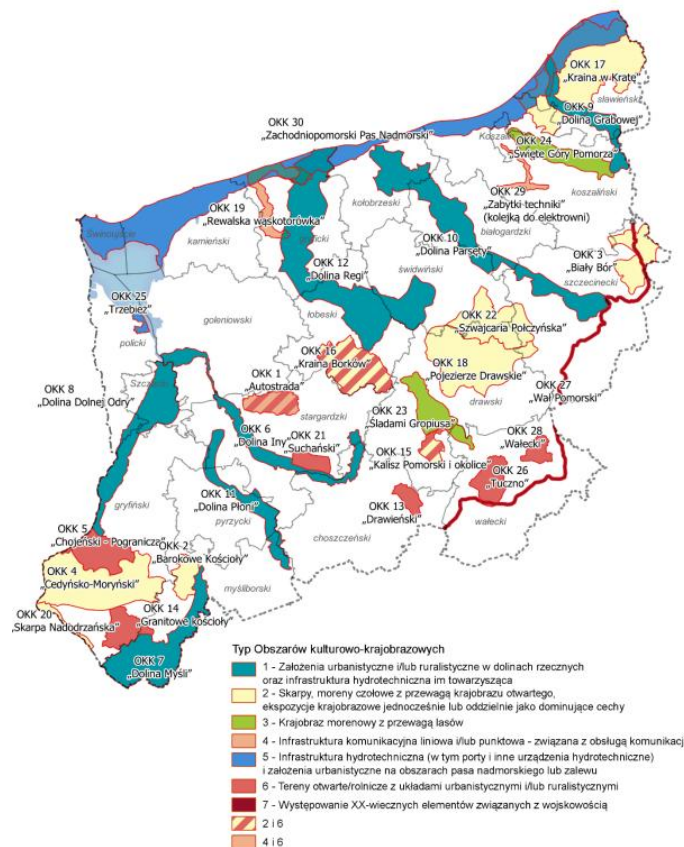 OKK 17
„Kraina w Kratę”
sławieński
OKK 9
„Dolina Grabowej”
OKK 30
„Zachodniopomorski Pas Nadmorski”
OKK 24
„Święte Góry Pomorza”
OKK 29
„Zabytki techniki”
(kolejką do elektrowni)
koszaliński
białogardzki
kołobrzeski
OKK 19
„Rewalska wąskotorówka”
kamieński
gryficki
OKK 10
„Dolina Parsęty”
OKK 3
„Biały Bór”
szczecinecki
OKK 12
„Dolina Regi”
świdwiński
Świnoujście
OKK 25
„Trzebież”
policki
goleniowski
łobeski
OKK 22
„Szwajcaria Połczyńska”
OKK 16
„Kraina Borków”
OKK 18
„Pojezierze Drawskie”
drawski
OKK 1
„Autostrada”
stargardzki
OKK 8
„Dolina Dolnej Odry”
Szczecin
OKK 27
„Wał Pomorski”
OKK 23
„Śladami Gropiusa”
OKK 6
„Dolina Iny”
OKK 21
„Suchański”
OKK 28
„Wałecki”
OKK 15
„Kalisz Pomorski i okolice”
OKK 26
„Tuczno”
OKK 11
„Dolina Płoni”
pyrzycki
OKK 13
„Drawieński”
wałecki
choszczeński
gryfiński
OKK 5
„Chojeński - Pogranicza”
OKK 2
„Barokowe Kościoły”
OKK 4
„Cedyńsko-Moryński”
myśliborski
OKK 20
„Skarpa Nadodrzańska”
OKK 14
„Granitowe kościoły”
OKK 7
„Dolina Myśli”
Typ Obszarów kulturowo-krajobrazowych
1 - Założenia urbanistyczne i/lub ruralistyczne w dolinach rzecznych
oraz infrastruktura hydrotechniczna im towarzysząca
2 - Skarpy, moreny czołowe z przewagą krajobrazu otwartego,
ekspozycje krajobrazowe jednocześnie lub oddzielnie jako dominujące cechy
3 - Krajobraz morenowy z przewagą lasów
4 - Infrastruktura komunikacyjna liniowa i/lub punktowa - związana z obsługą komunikacj
5 - Infrastruktura hydrotechniczna (w tym porty i inne urządzenia hydrotechniczne)
i założenia urbanistyczne na obszarach pasa nadmorskiego lub zalewu
6 - Tereny otwarte/rolnicze z układami urbanistycznymi i/lub ruralistycznymi
7 - Występowanie XX-wiecznych elementów związanych z wojskowością
2 i 6
4 i 6